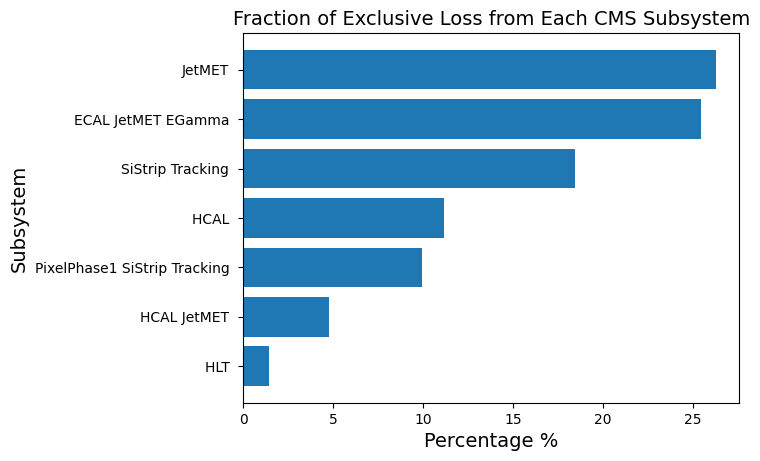 Fraction of Exclusive Loss from Each CMS Subsystem
JetMET
ECAL JetMET EGamma
SiStrip Tracking
HCAL
PixelPhase1 SiStrip Tracking
HCAL JetMET
HLT
Subsystem
0 5 10 15 20 25
Percentage %